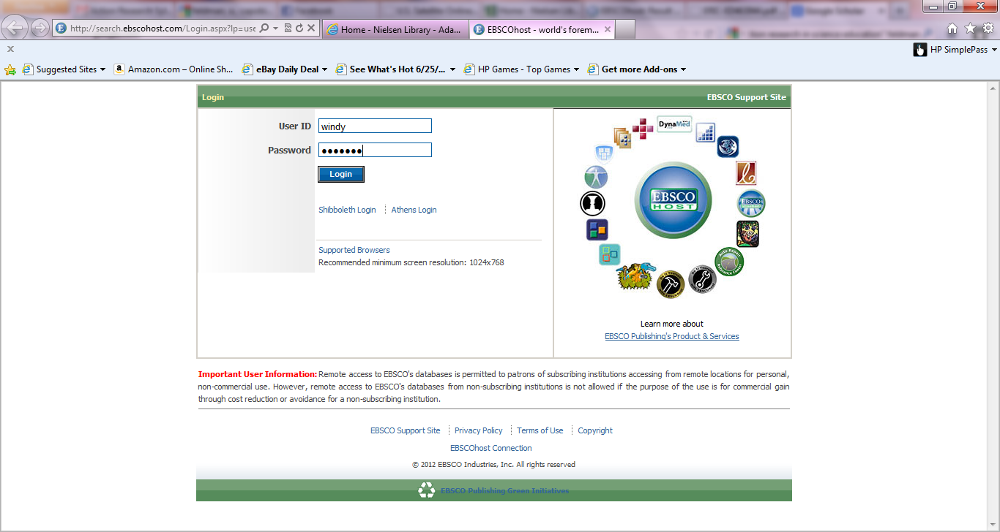 http://search.ebscohost.com/Login.aspx?lp=use
Home - Nielsen Library - Ada...
EBSCOhost - world's forem...
HP SimplePass
Suggested Sites
Amazon.com – Online Sh...
eBay Daily Deal
See What's Hot 6/25/...
HP Games - Top Games
Get more Add-ons
Login
EBSCO Support Site
User ID
windy
Password
Login
Shibboleth Login
Athens Login
Supported Browsers
Recommended minimum screen resolution: 1024x768
DynaMed
EBSCO
HOST
Auto Repair
Reference Center
Learn more about
EBSCO Publishing's Product & Services
Important User Information: Remote access to EBSCO's databases is permitted to patrons of subscribing institutions accessing from remote locations for personal,
non-commercial use. However, remote access to EBSCO's databases from non-subscribing institutions is not allowed if the purpose of the use is for commercial gain
through cost reduction or avoidance for a non-subscribing institution.
EBSCO Support Site
Privacy Policy
Terms of Use
Copyright
EBSCOhost Connection
© 2012 EBSCO Industries, Inc. All rights reserved
EBSCO Publishing Green Initiatives